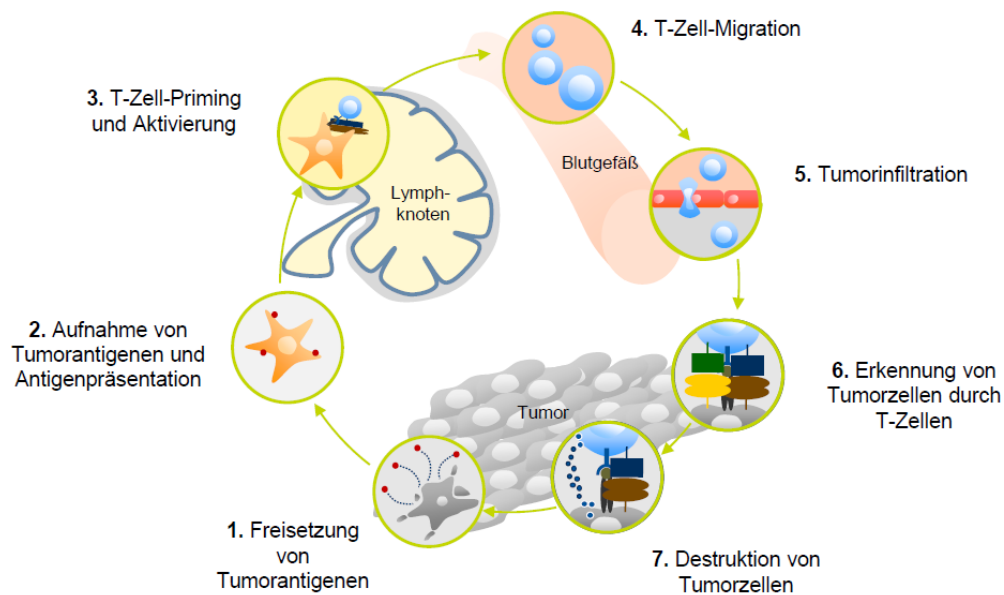 1. Freisetzung
von
Tumorantigenen
2. Aufnahme von
Tumorantigenen und
Antigenpräsentation
3. T-Zell-Priming
und Aktivierung
Lymph-
knoten
4. T-Zell-Migration
Blutgefäß
5. Tumorinfiltration
6. Erkennung von
Tumorzellen durch
T-Zellen
Tumor
7. Destruktion von
Tumorzellen